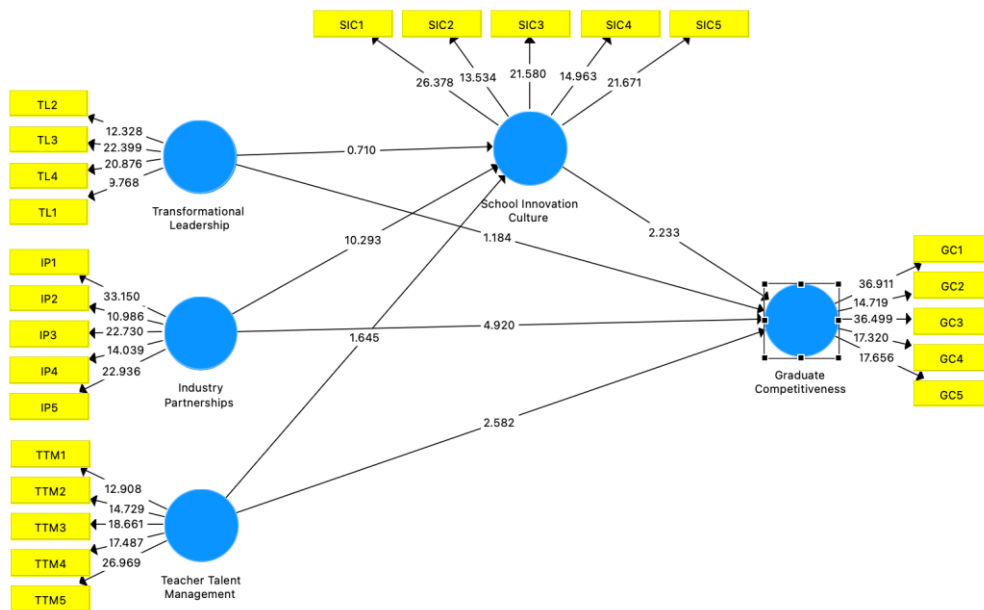 SIC1
SIC2
SIC3
SIC4
SIC5
26.378
13.534
21.580
14.963
21.671
TL2
TL3
TL4
TL1
12.328
22.399
20.876
9.768
Transformational
Leadership
0.710
School Innovation
Culture
1.184
10.293
2.233
IP1
IP2
IP3
IP4
IP5
33.150
10.986
22.730
14.039
22.936
Industry
Partnerships
4.920
1.645
GC1
GC2
GC3
GC4
GC5
36.911
14.719
36.499
17.320
17.656
Graduate
Competitiveness
2.582
TTM1
TTM2
TTM3
TTM4
TTM5
12.908
14.729
18.661
17.487
26.969
Teacher Talent
Management